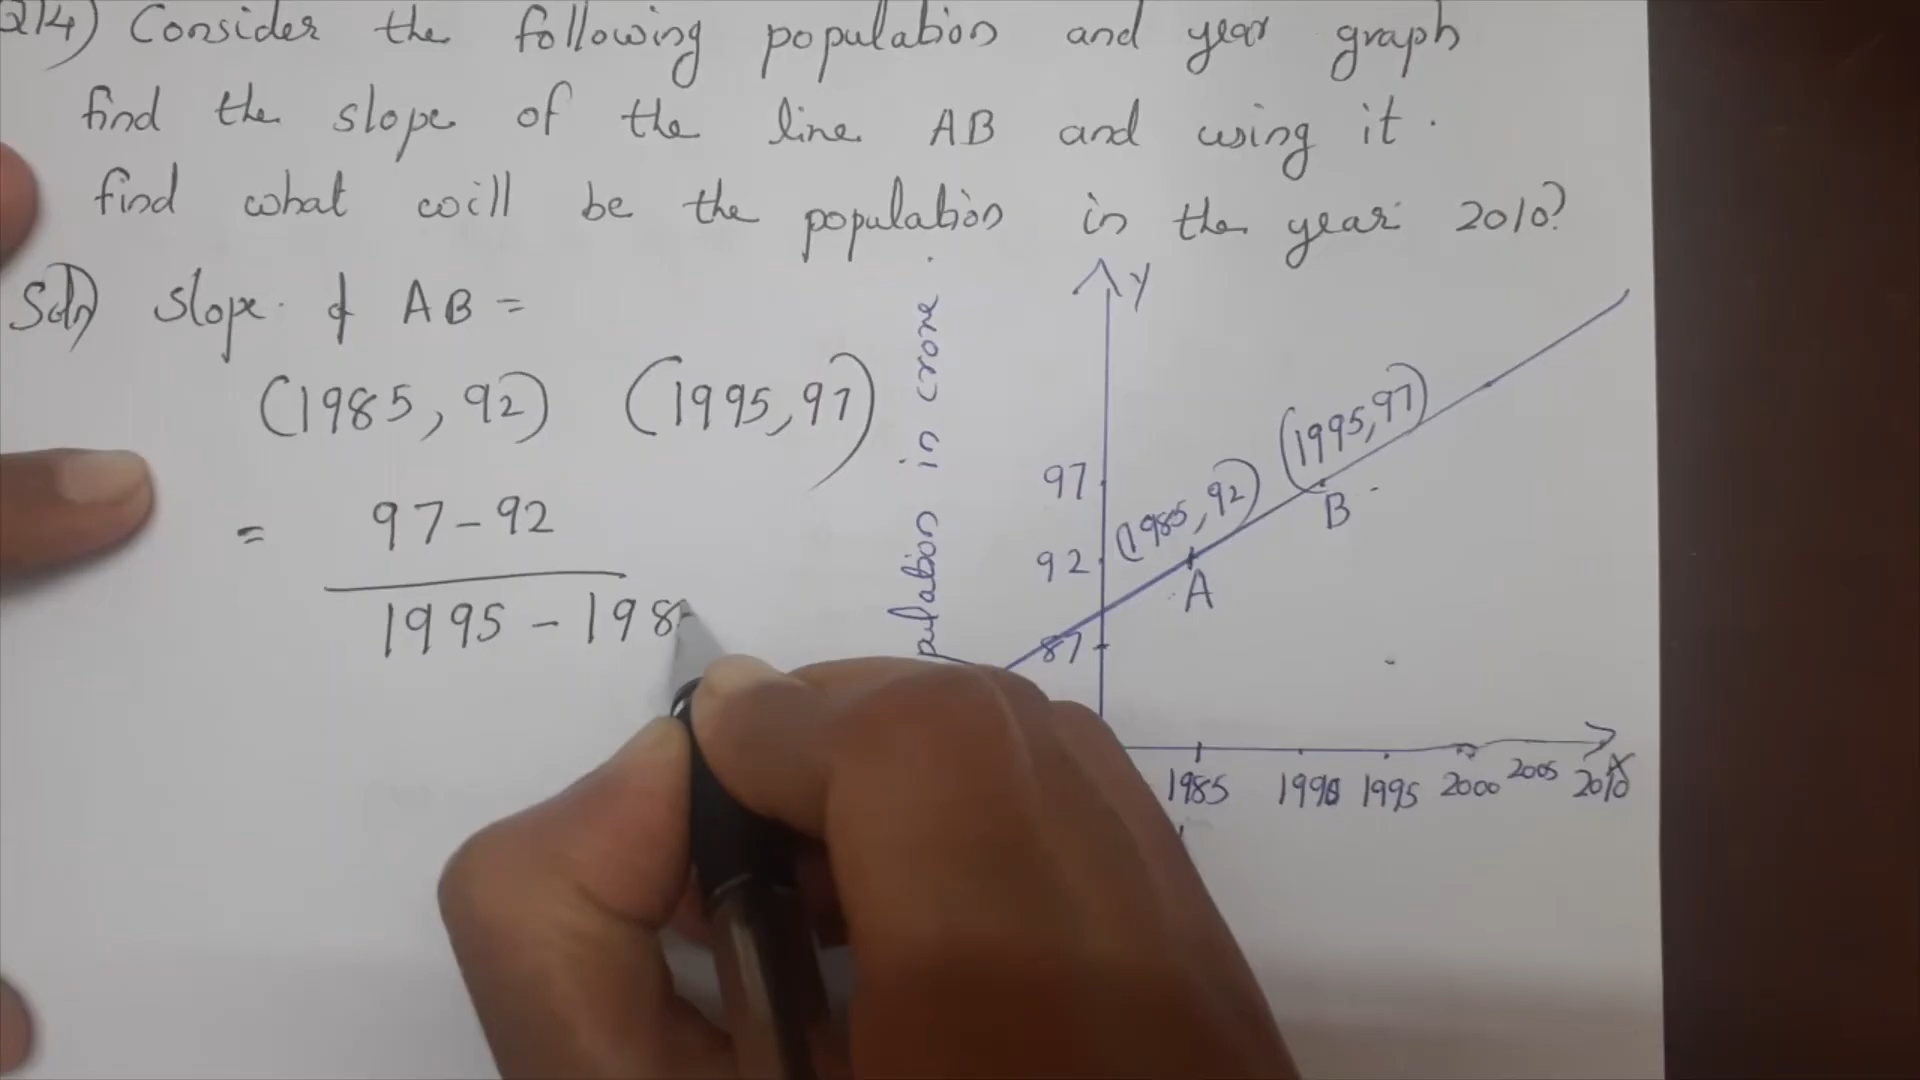 214) Consider the following population and year graph
find the slope of the line AB and using it.
find what will be the population in the year 2010?
Soln) Slope of AB =
(1985, 92) (1995, 97)
= 97 - 92
1995 - 198
in crore.
Y
97
92
87
(1985, 92)
(1995, 97)
A
B
X
1985 1990 1995 2000 2005 2010